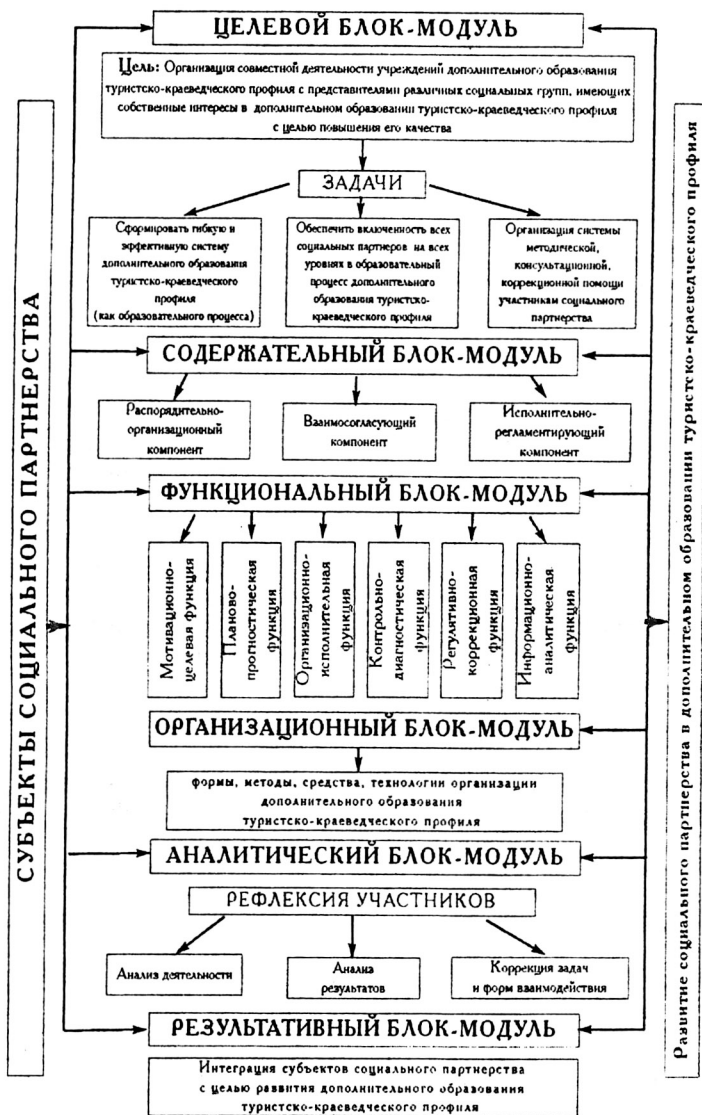 ЦЕЛЕВОЙ БЛОК-МОДУЛЬ
Цель: Организация совместной деятельности учреждений дополнительного образования
туристско-краеведческого профиля с представителями различных социальных групп, имеющих
собственные интересы в дополнительном образовании туристско-краеведческого профиля
с целью повышения его качества
ЗАДАЧИ
Сформировать гибкую и
эффективную систему
дополнительного образования
туристско-краеведческого
профиля
(как образовательного процесса)
Обеспечить включенность всех
социальных партнеров на всех
уровнях в образовательный
процесс дополнительного
образования туристско-
краеведческого профиля
Организация системы
методической,
консультационной,
коррекционной помощи
участникам социального
партнерства
СОДЕРЖАТЕЛЬНЫЙ БЛОК-МОДУЛЬ
Распорядительно-
организационный
компонент
Взаимосогласующий
компонент
Исполнительно-
регламентирующий
компонент
ФУНКЦИОНАЛЬНЫЙ БЛОК-МОДУЛЬ
Мотивационно-
целевая функция
Планово-
прогностическая
функция
Организационно-
исполнительная
функция
Контрольно-
диагностическая
функция
Регулятивно-
коррекционная
функция
Информационно-
аналитическая
функция
ОРГАНИЗАЦИОННЫЙ БЛОК-МОДУЛЬ
формы, методы, средства, технологии организации
дополнительного образования
туристско-краеведческого профиля
АНАЛИТИЧЕСКИЙ БЛОК-МОДУЛЬ
РЕФЛЕКСИЯ УЧАСТНИКОВ
Анализ деятельности
Анализ
результатов
Коррекция задач
и форм взаимодействия
РЕЗУЛЬТАТИВНЫЙ БЛОК-МОДУЛЬ
Интеграция субъектов социального партнерства
с целью развития дополнительного образования
туристско-краеведческого профиля
СУБЪЕКТЫ СОЦИАЛЬНОГО ПАРТНЕРСТВА
Развитие социального партнерства в дополнительном образовании туристско-краеведческого профиля